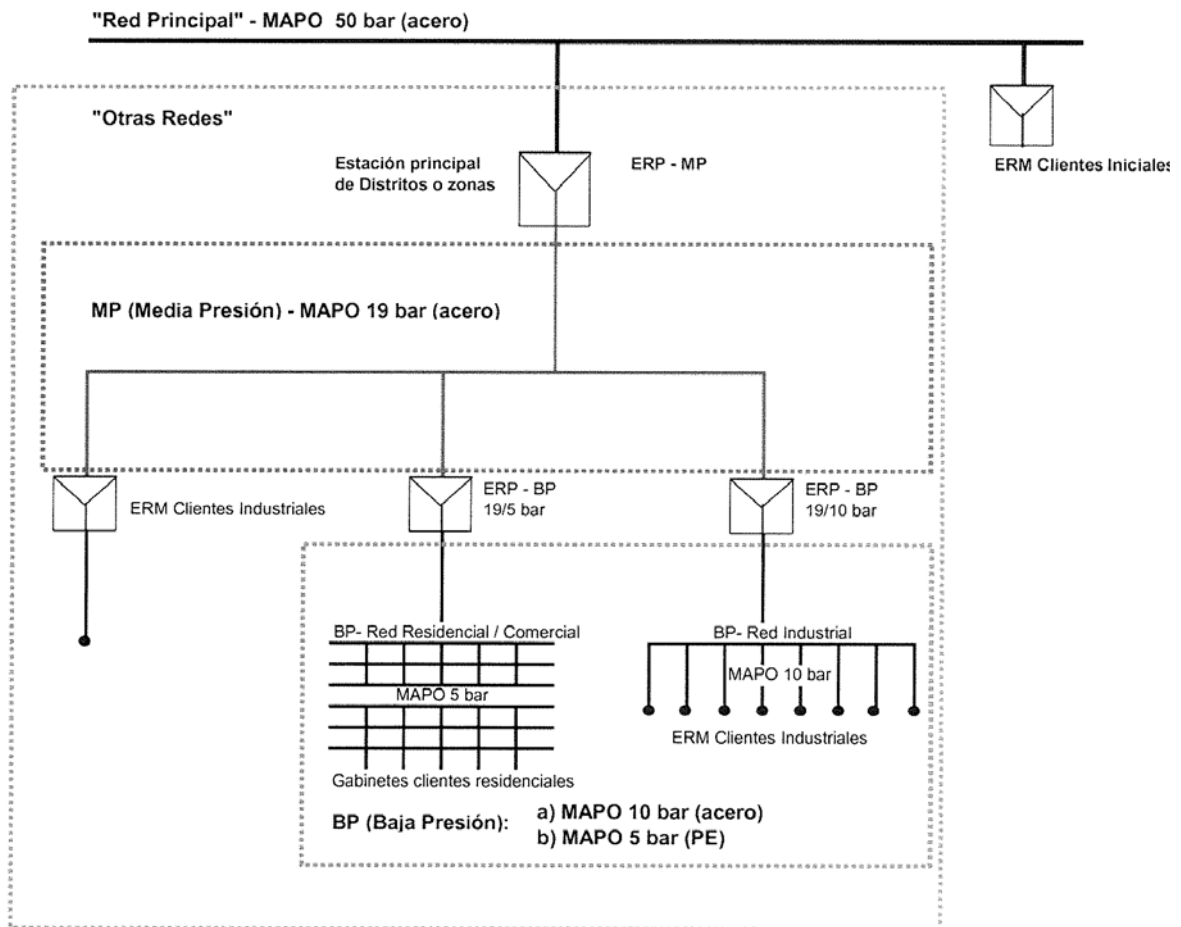 "Red Principal" - MAPO 50 bar (acero)
"Otras Redes"
Estación principal
de Distritos o zonas
ERP - MP
ERM Clientes Iniciales
MP (Media Presión) - MAPO 19 bar (acero)
ERM Clientes Industriales
ERP - BP
19/5 bar
ERP - BP
19/10 bar
BP- Red Residencial / Comercial
MAPO 5 bar
Gabinetes clientes residenciales
BP- Red Industrial
MAPO 10 bar
ERM Clientes Industriales
BP (Baja Presión):
a) MAPO 10 bar (acero)
b) MAPO 5 bar (PE)